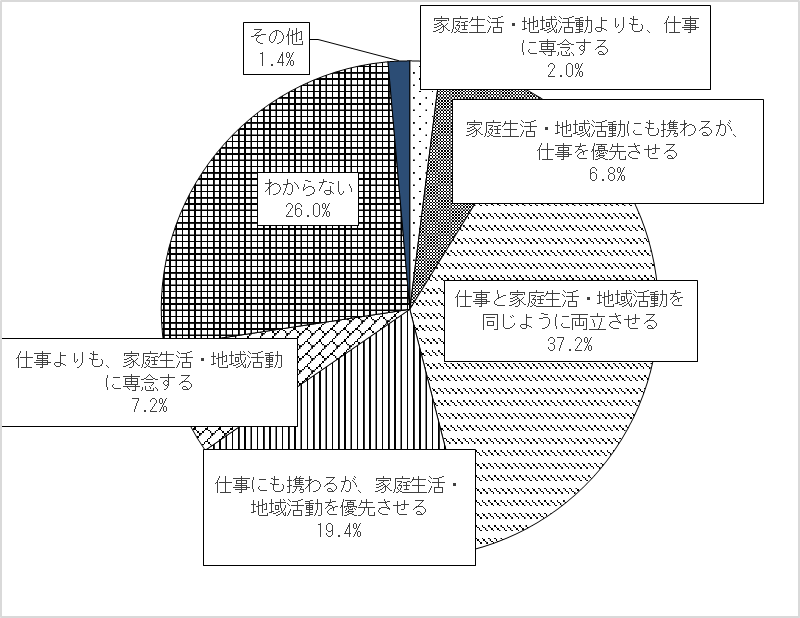 その他
1.4%
家庭生活・地域活動よりも、仕事
に専念する
2.0%
家庭生活・地域活動にも携わるが、
仕事を優先させる
6.8%
わからない
26.0%
仕事と家庭生活・地域活動を
同じように両立させる
37.2%
仕事よりも、家庭生活・地域活動
に専念する
7.2%
仕事にも携わるが、家庭生活・
地域活動を優先させる
19.4%